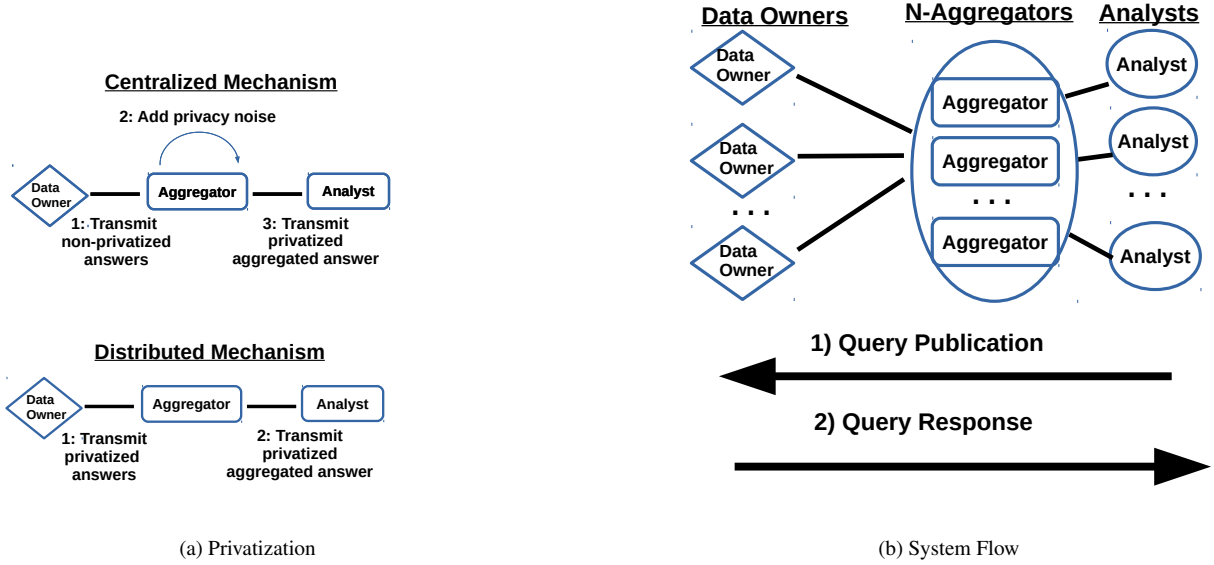 Centralized Mechanism
2: Add privacy noise
Data
Owner
Aggregator
Analyst
1: Transmit
non-privatized
answers
3: Transmit
privatized
aggregated answer
Distributed Mechanism
Data
Owner
Aggregator
Analyst
1: Transmit
privatized
answers
2: Transmit
privatized
aggregated answer
(a) Privatization
Data Owners
N-Aggregators
Analysts
Data
Owner
Aggregator
Analyst
Data
Owner
Aggregator
Analyst
. . .
. . .
. . .
Data
Owner
Aggregator
Analyst
1) Query Publication
2) Query Response
(b) System Flow